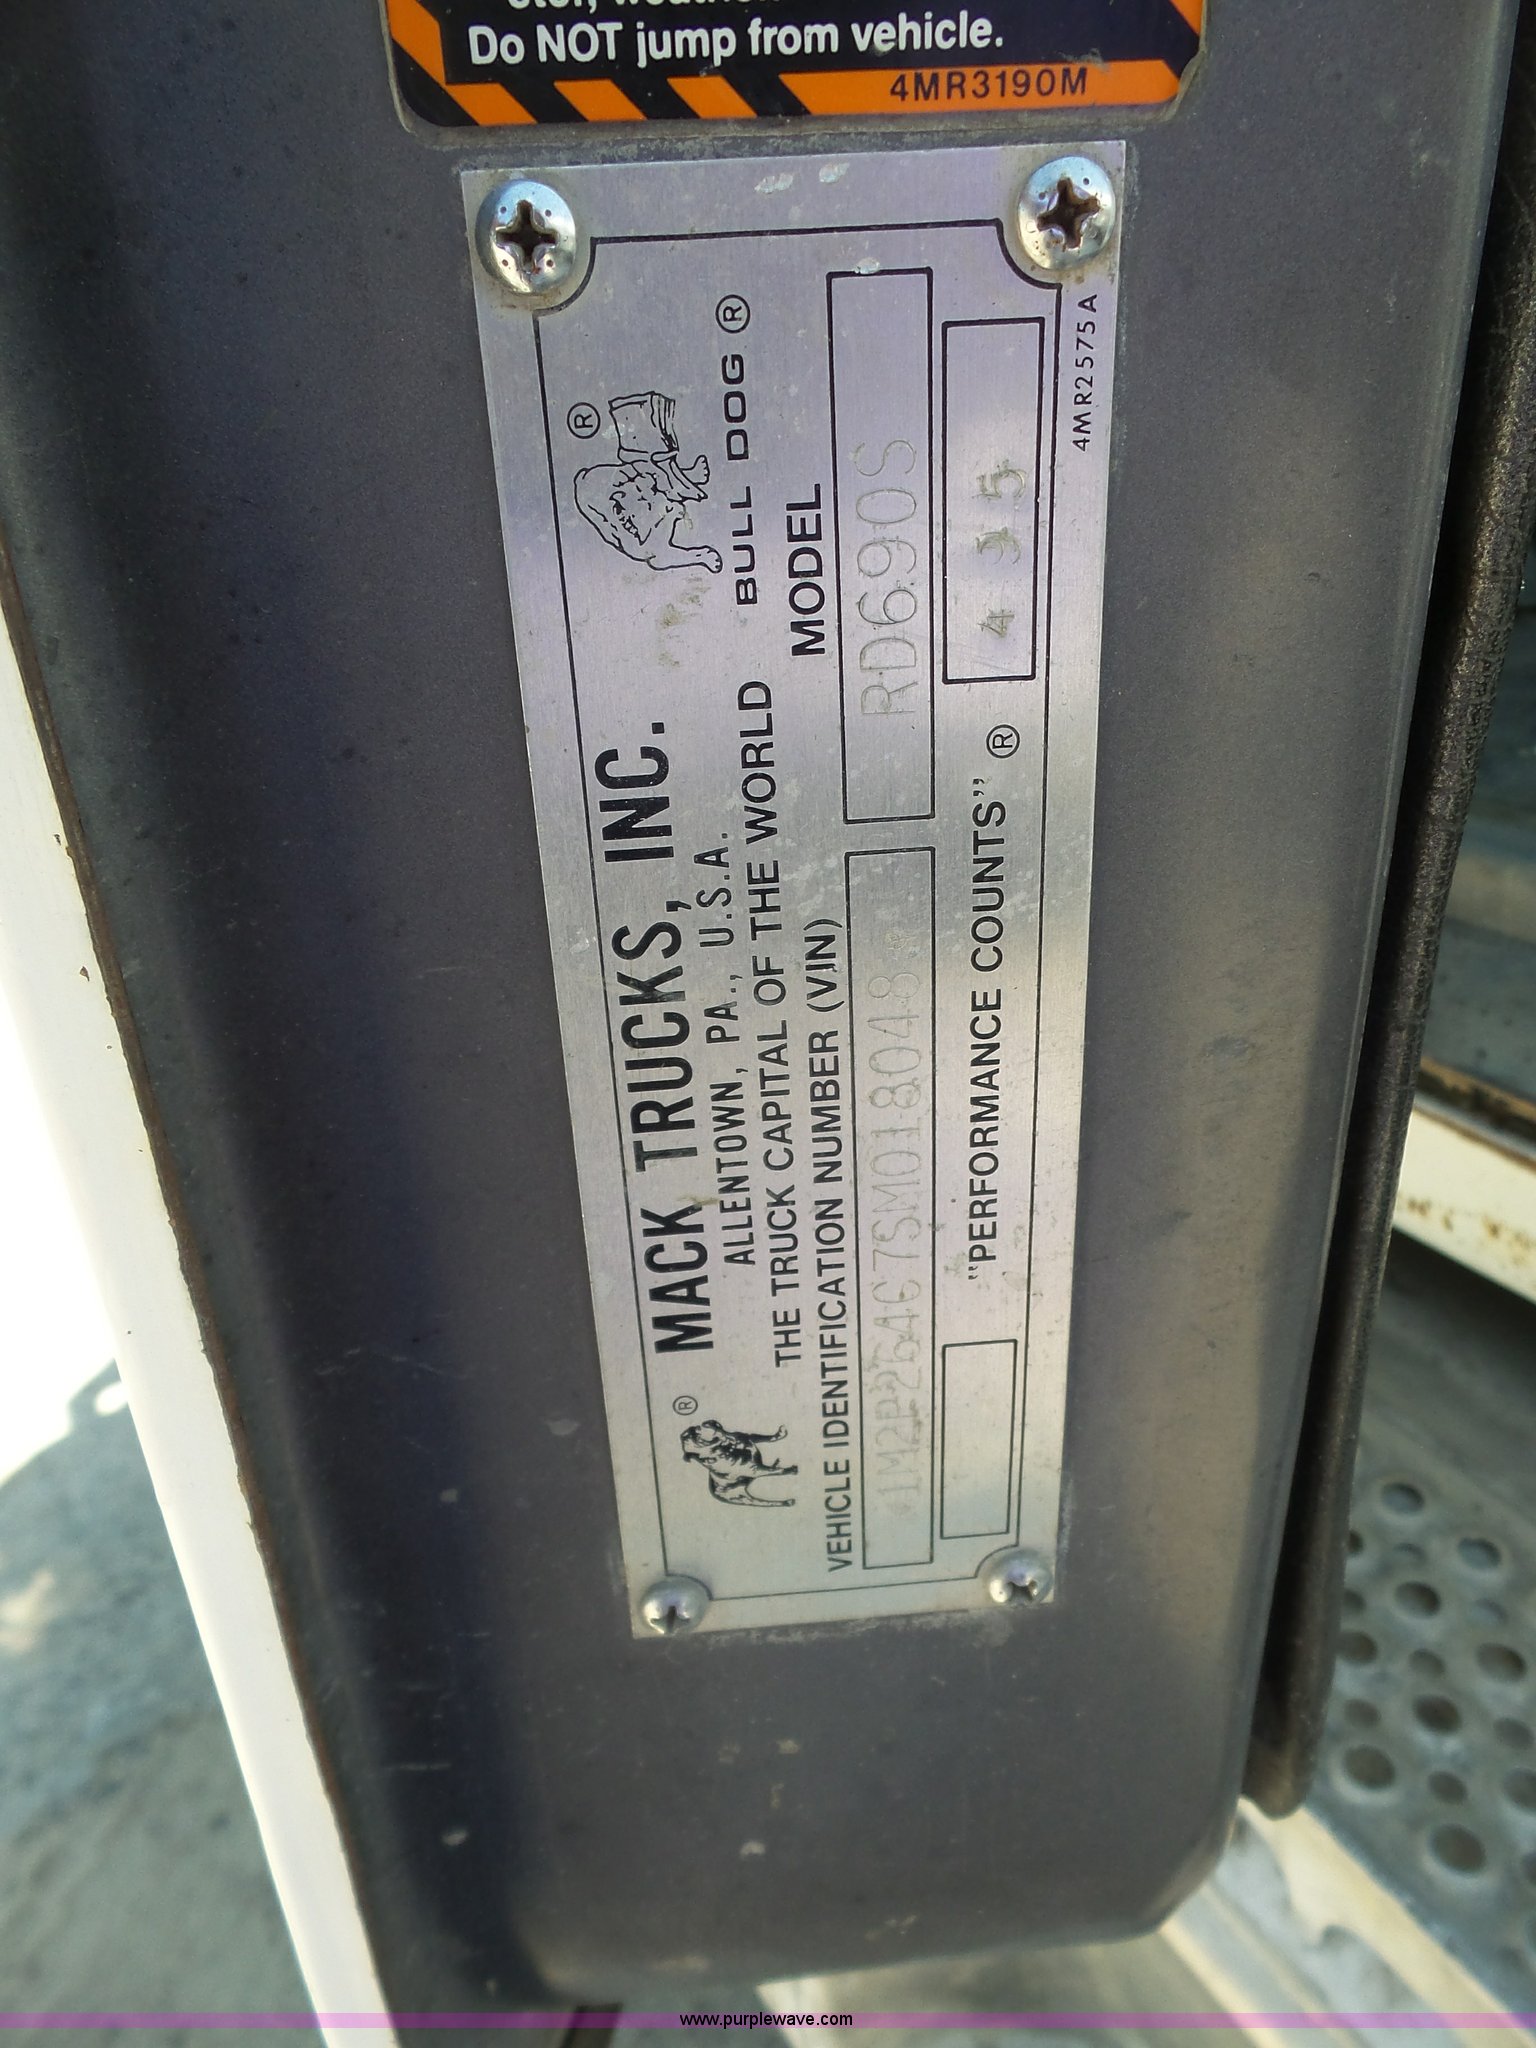 Do NOT jump from vehicle.
4MR3190M
MACK TRUCKS, INC. ®
ALLENTOWN, PA., U.S.A.
® THE TRUCK CAPITAL OF THE WORLD BULL DOG ®
VEHICLE IDENTIFICATION NUMBER (VIN) MODEL
1M2P264C7SM018048 RD690S
"PERFORMANCE COUNTS" ® 4 95
4MR2575A
www.purplewave.com